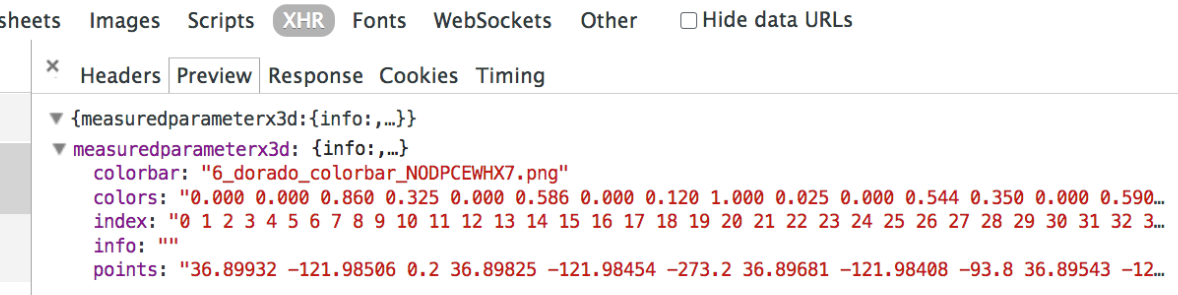 sheets Images Scripts XHR Fonts WebSockets Other Hide data URLs
× Headers Preview Response Cookies Timing
▼ {measuredparameterx3d:{info:,…}}
▼ measuredparameterx3d: {info:,…}
colorbar: "6_dorado_colorbar_NODPCEWHX7.png"
colors: "0.000 0.000 0.860 0.325 0.000 0.586 0.000 0.120 1.000 0.025 0.000 0.544 0.350 0.000 0.590…
index: "0 1 2 3 4 5 6 7 8 9 10 11 12 13 14 15 16 17 18 19 20 21 22 23 24 25 26 27 28 29 30 31 32 3…
info: ""
points: "36.89932 -121.98506 0.2 36.89825 -121.98454 -273.2 36.89681 -121.98408 -93.8 36.89543 -12…